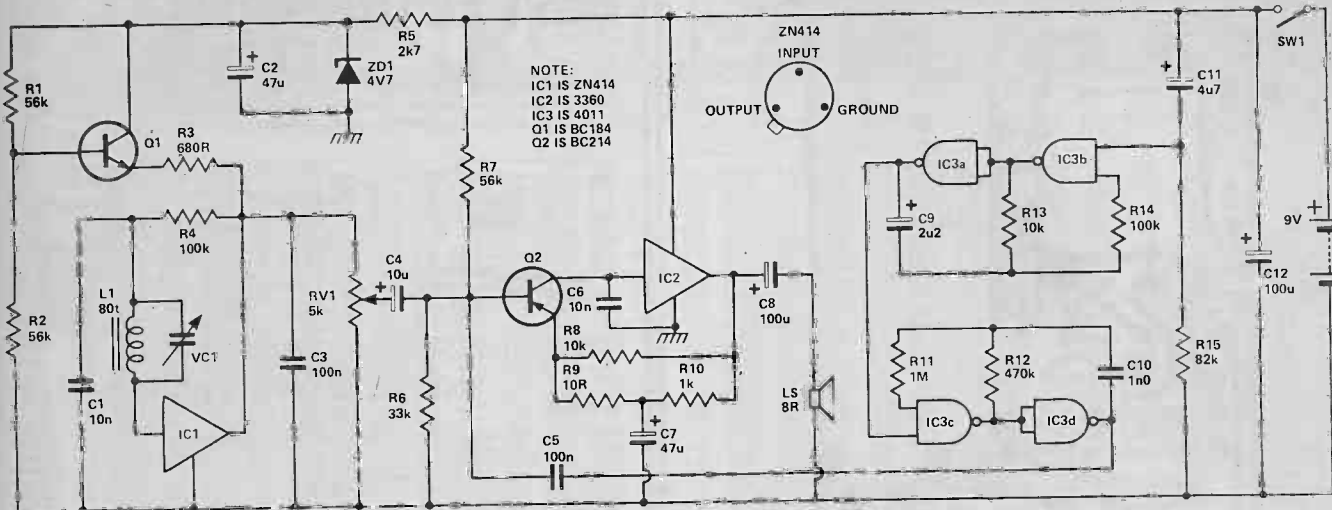 R1
56k
R2
56k
Q1
R3
680R
C2
47u
+
ZD1
4V7
R5
2k7
R4
100k
L1
80t
VC1
C1
10n
IC1
C3
100n
RV1
5k
C4
10u
+
R6
33k
R7
56k
NOTE:
IC1 IS ZN414
IC2 IS 3360
IC3 IS 4011
Q1 IS BC184
Q2 IS BC214
ZN414
INPUT
OUTPUT
GROUND
Q2
C6
10n
IC2
R8
10k
R9
10R
R10
1k
C5
100n
C7
47u
+
C8
100u
+
LS
8R
IC3a
IC3b
C9
2u2
+
R13
10k
R14
100k
R11
1M
R12
470k
C10
1n0
IC3c
IC3d
C11
4u7
+
R15
82k
SW1
C12
100u
+
9V
+